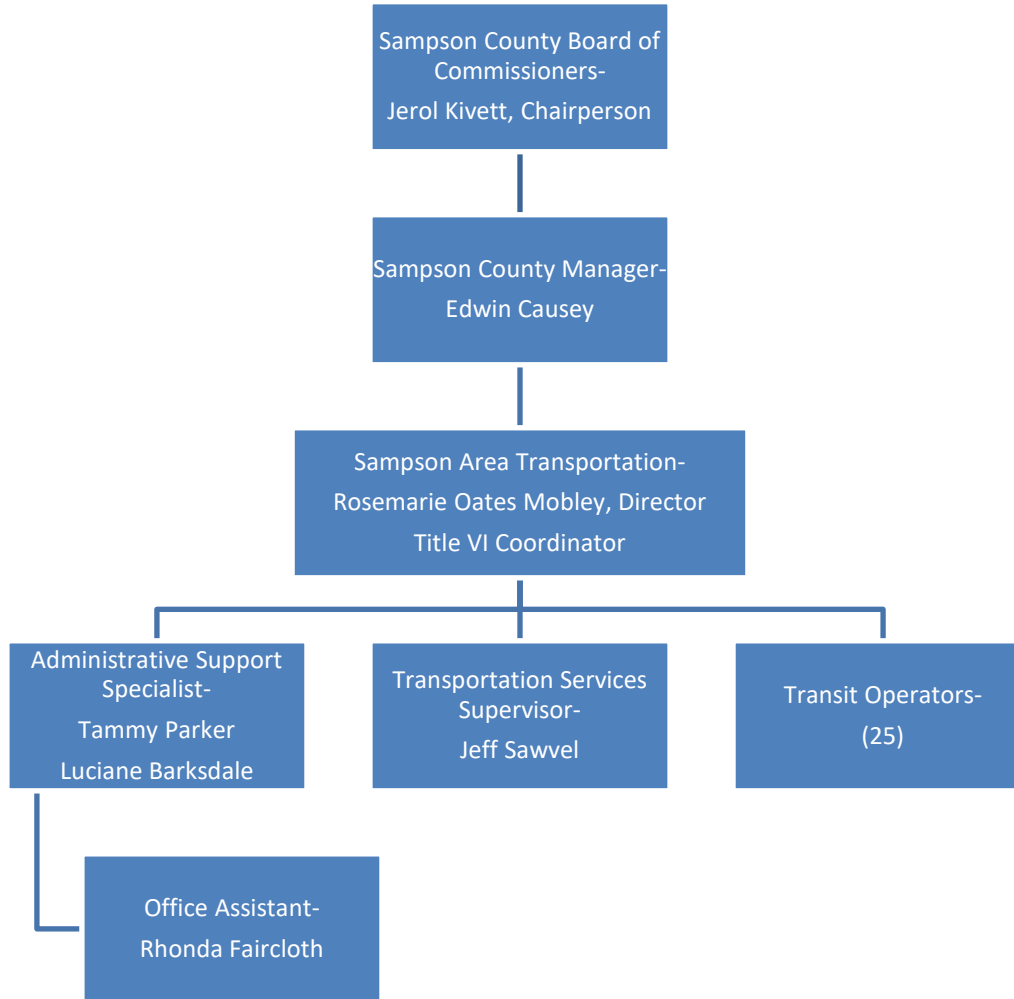 Sampson County Board of
Commissioners-
Jerol Kivett, Chairperson
Sampson County Manager-
Edwin Causey
Sampson Area Transportation-
Rosemarie Oates Mobley, Director
Title VI Coordinator
Administrative Support
Specialist-
Tammy Parker
Luciane Barksdale
Transportation Services
Supervisor-
Jeff Sawvel
Transit Operators-
(25)
Office Assistant-
Rhonda Faircloth